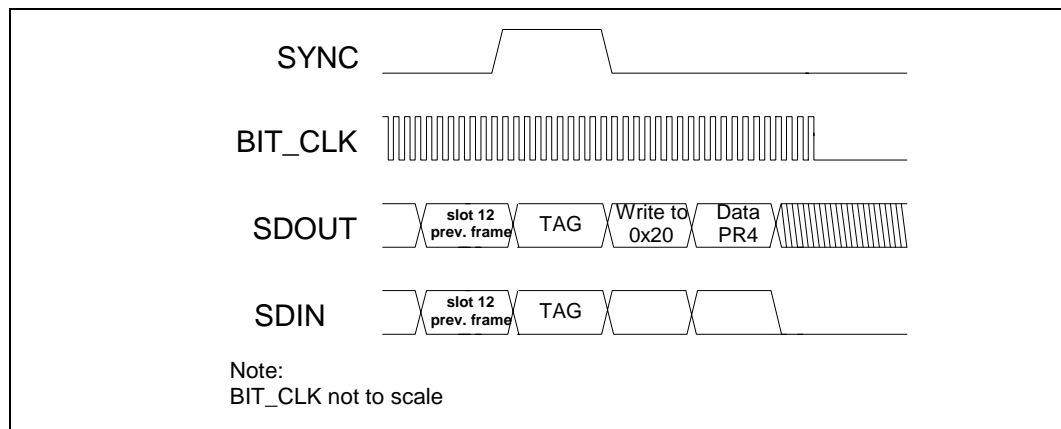 SYNC
BIT_CLK
SDOUT
slot 12
prev. frame
TAG
Write to
0x20
Data
PR4
SDIN
slot 12
prev. frame
TAG
Note:
BIT_CLK not to scale